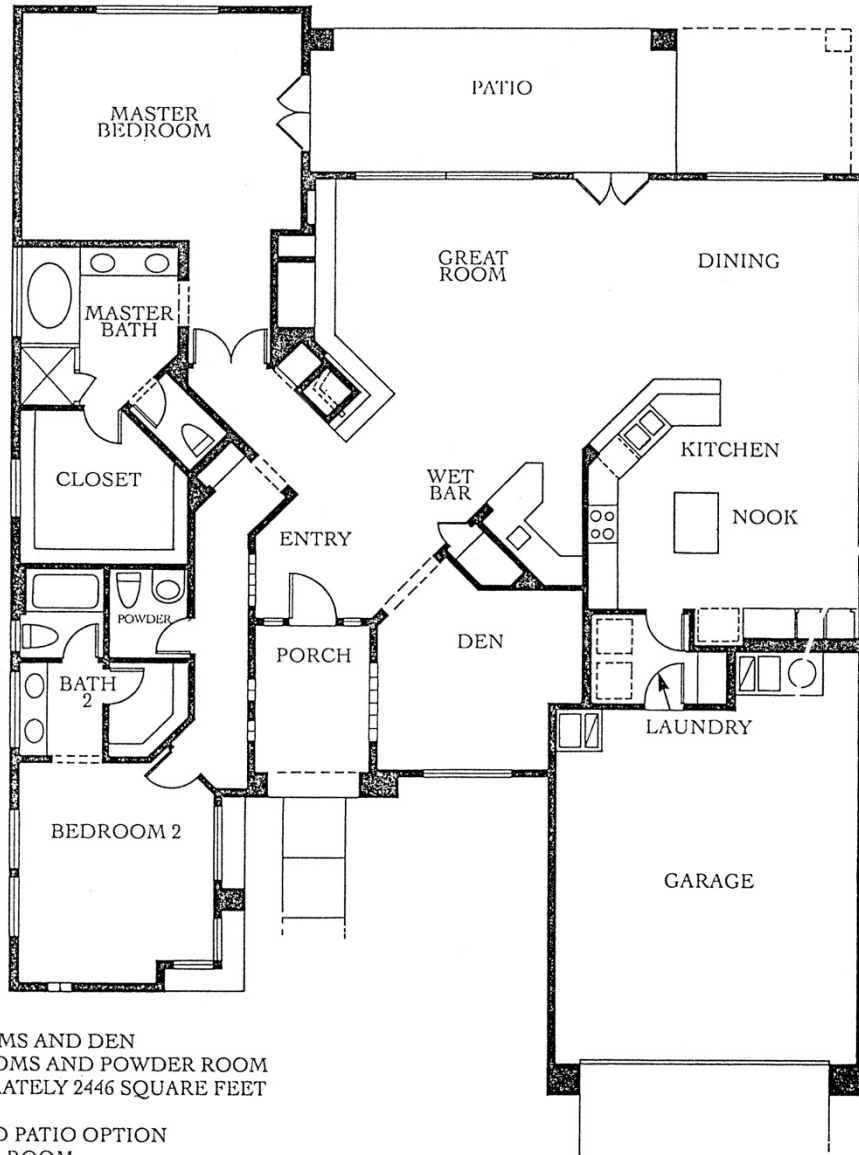 PATIO
MASTER
BEDROOM
GREAT
ROOM
DINING
MASTER
BATH
KITCHEN
CLOSET
WET
BAR
NOOK
ENTRY
POWDER
PORCH
DEN
BATH
2
LAUNDRY
BEDROOM 2
GARAGE
MS AND DEN
OMS AND POWDER ROOM
ATELY 2446 SQUARE FEET
D PATIO OPTION
ROOM